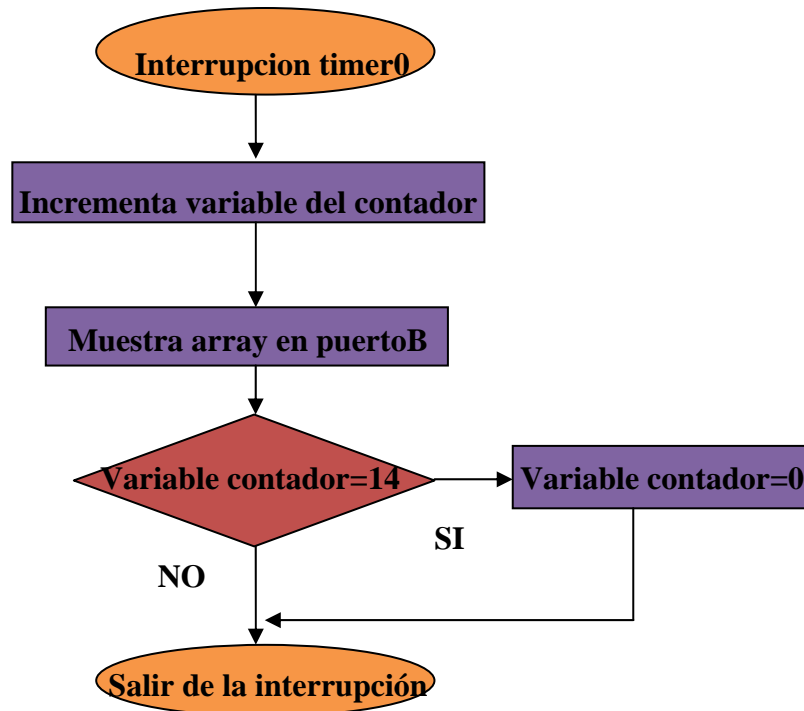 Interrupcion timer0
Incrementa variable del contador
Muestra array en puertoB
Variable contador=14
Variable contador=0
SI
NO
Salir de la interrupción